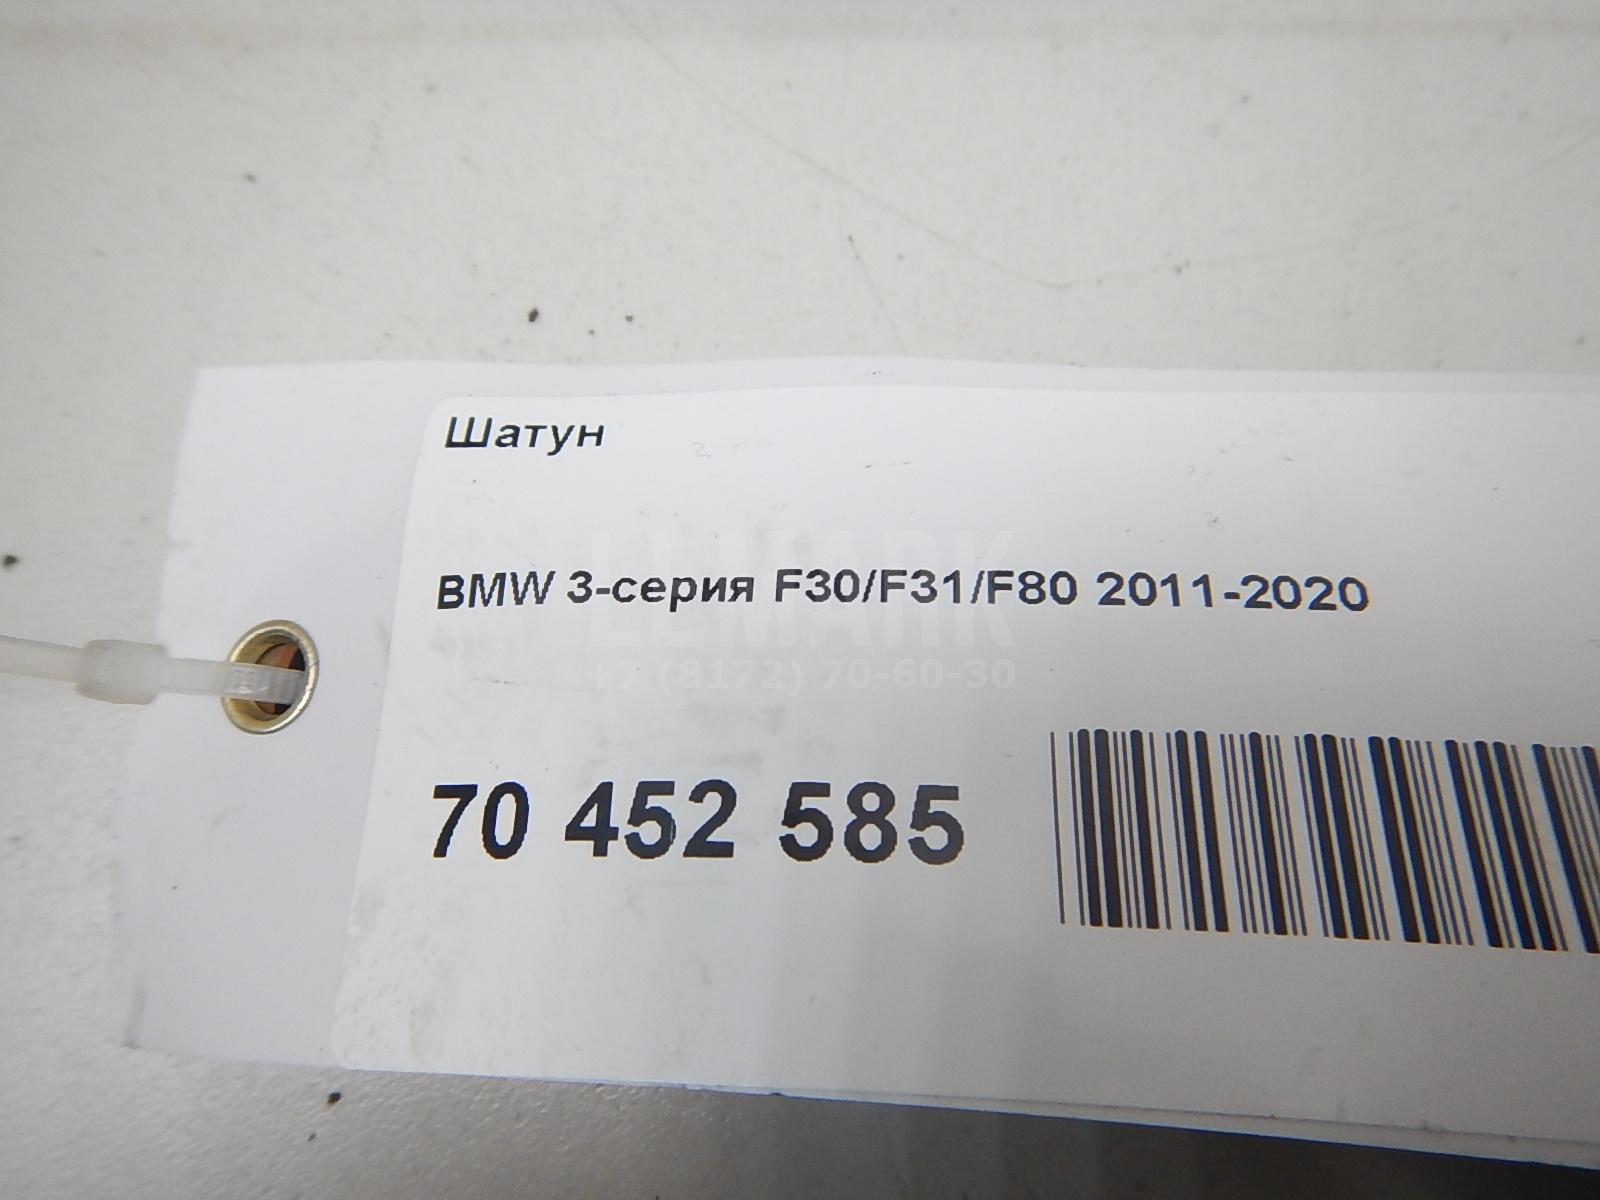 Шатун
BMW 3-серия F30/F31/F80 2011-2020
LEMARK
+7 (8172) 70-60-30
70 452 585